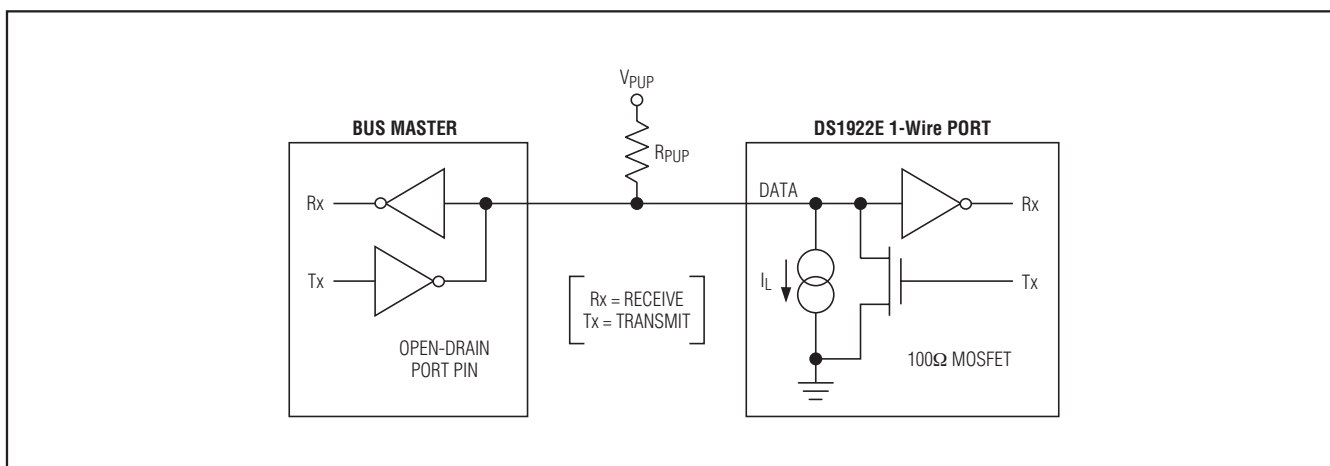 VPUP
BUS MASTER
DS1922E 1-Wire PORT
RPUP
DATA
Rx
Rx
Tx
IL
Tx
Rx = RECEIVE
Tx = TRANSMIT
OPEN-DRAIN
PORT PIN
100Ω MOSFET